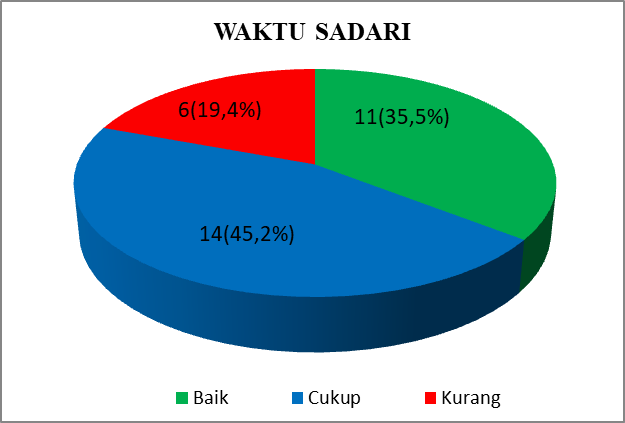 WAKTU SADARI
6(19,4%)
11(35,5%)
14(45,2%)
Baik
Cukup
Kurang